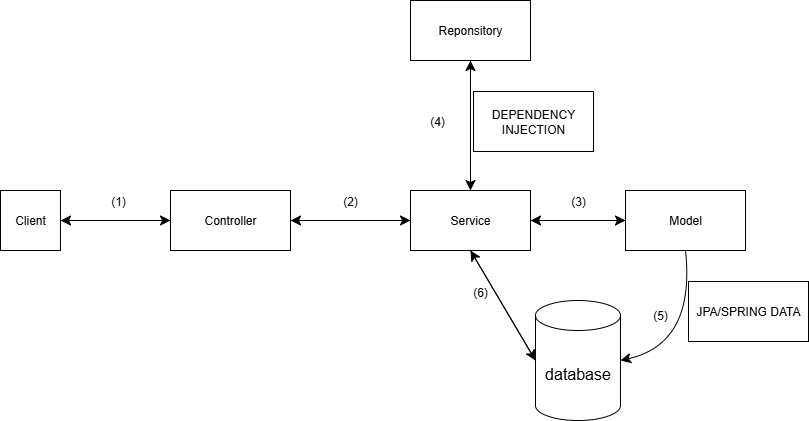 Reponsitory
(4)
DEPENDENCY
INJECTION
Client
(1)
Controller
(2)
Service
(3)
Model
(6)
(5)
JPA/SPRING DATA
database